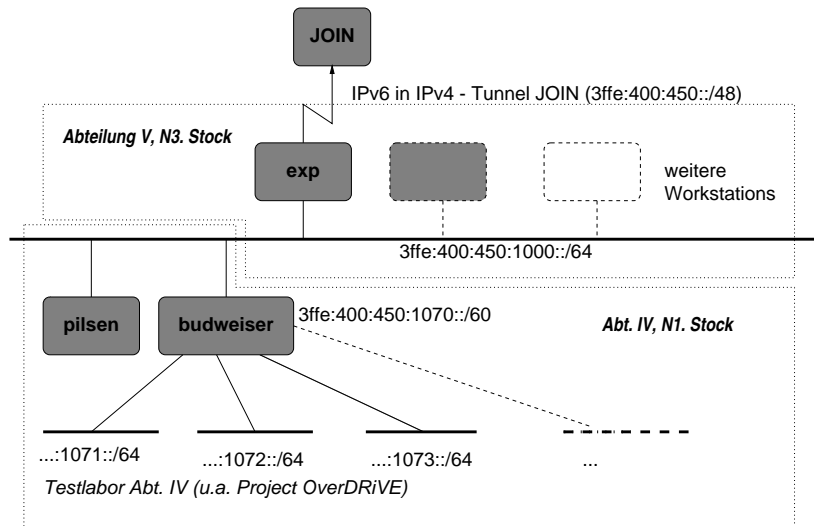 JOIN
IPv6 in IPv4 - Tunnel JOIN (3ffe:400:450::/48)
Abteilung V, N3. Stock
exp
weitere
Workstations
3ffe:400:450:1000::/64
pilsen
budweiser
3ffe:400:450:1070::/60
Abt. IV, N1. Stock
...:1071::/64
...:1072::/64
...:1073::/64
...
Testlabor Abt. IV (u.a. Project OverDRiVE)